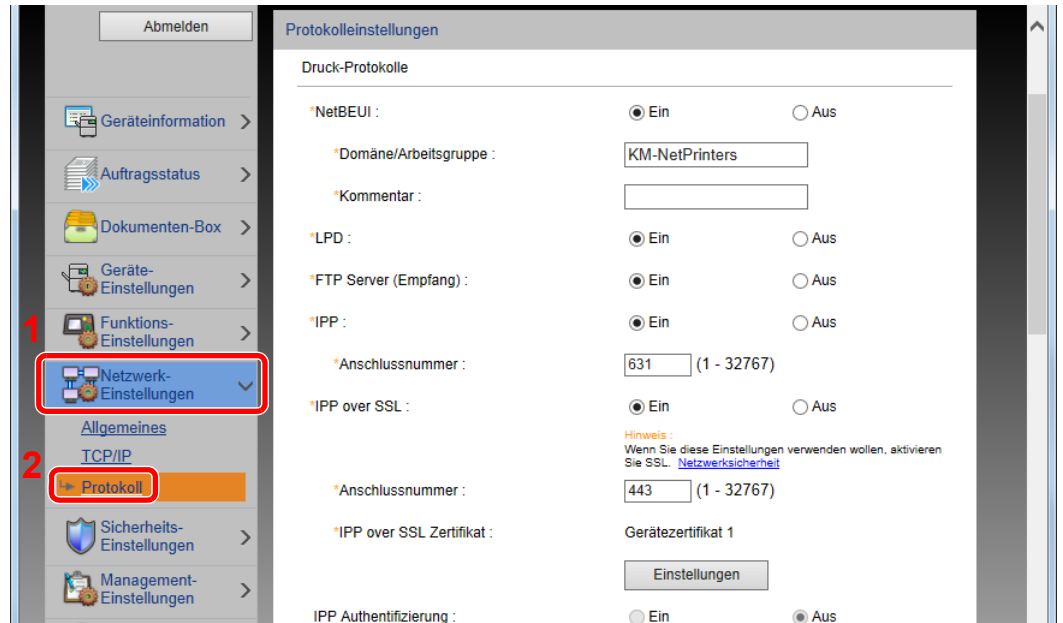 Abmelden
Geräteinformation
Auftragsstatus
Dokumenten-Box
Geräte-
Einstellungen
1
Funktions-
Einstellungen
Netzwerk-
Einstellungen
Allgemeines
2
TCP/IP
Protokoll
Sicherheits-
Einstellungen
Management-
Einstellungen
Protokolleinstellungen
Druck-Protokolle
*NetBEUI : Ein Aus
*Domäne/Arbeitsgruppe : KM-NetPrinters
*Kommentar :
*LPD : Ein Aus
*FTP Server (Empfang) : Ein Aus
*IPP : Ein Aus
*Anschlussnummer : 631 (1 - 32767)
*IPP over SSL : Ein Aus
Hinweis :
Wenn Sie diese Einstellungen verwenden wollen, aktivieren
Sie SSL. Netzwerksicherheit
*Anschlussnummer : 443 (1 - 32767)
*IPP over SSL Zertifikat : Gerätezertifikat 1
Einstellungen
IPP Authentifizierung : Ein Aus